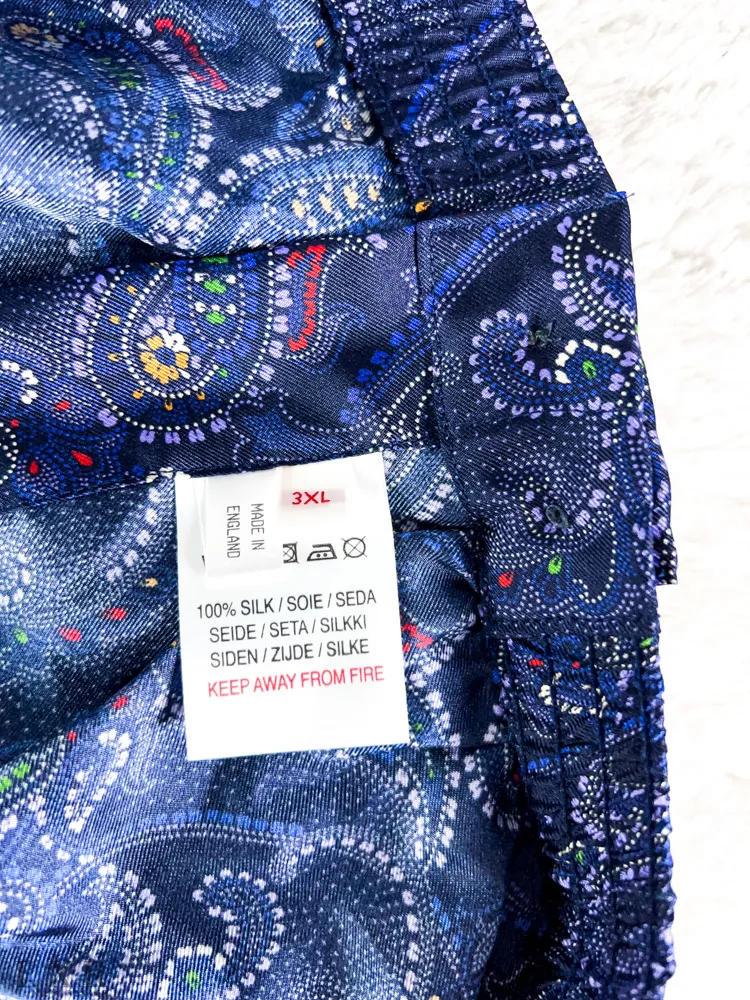 3XL
MADE IN
ENGLAND
100% SILK / SOIE / SEDA
SEIDE / SETA / SILKKI
SIDEN / ZIJDE / SILKE
KEEP AWAY FROM FIRE